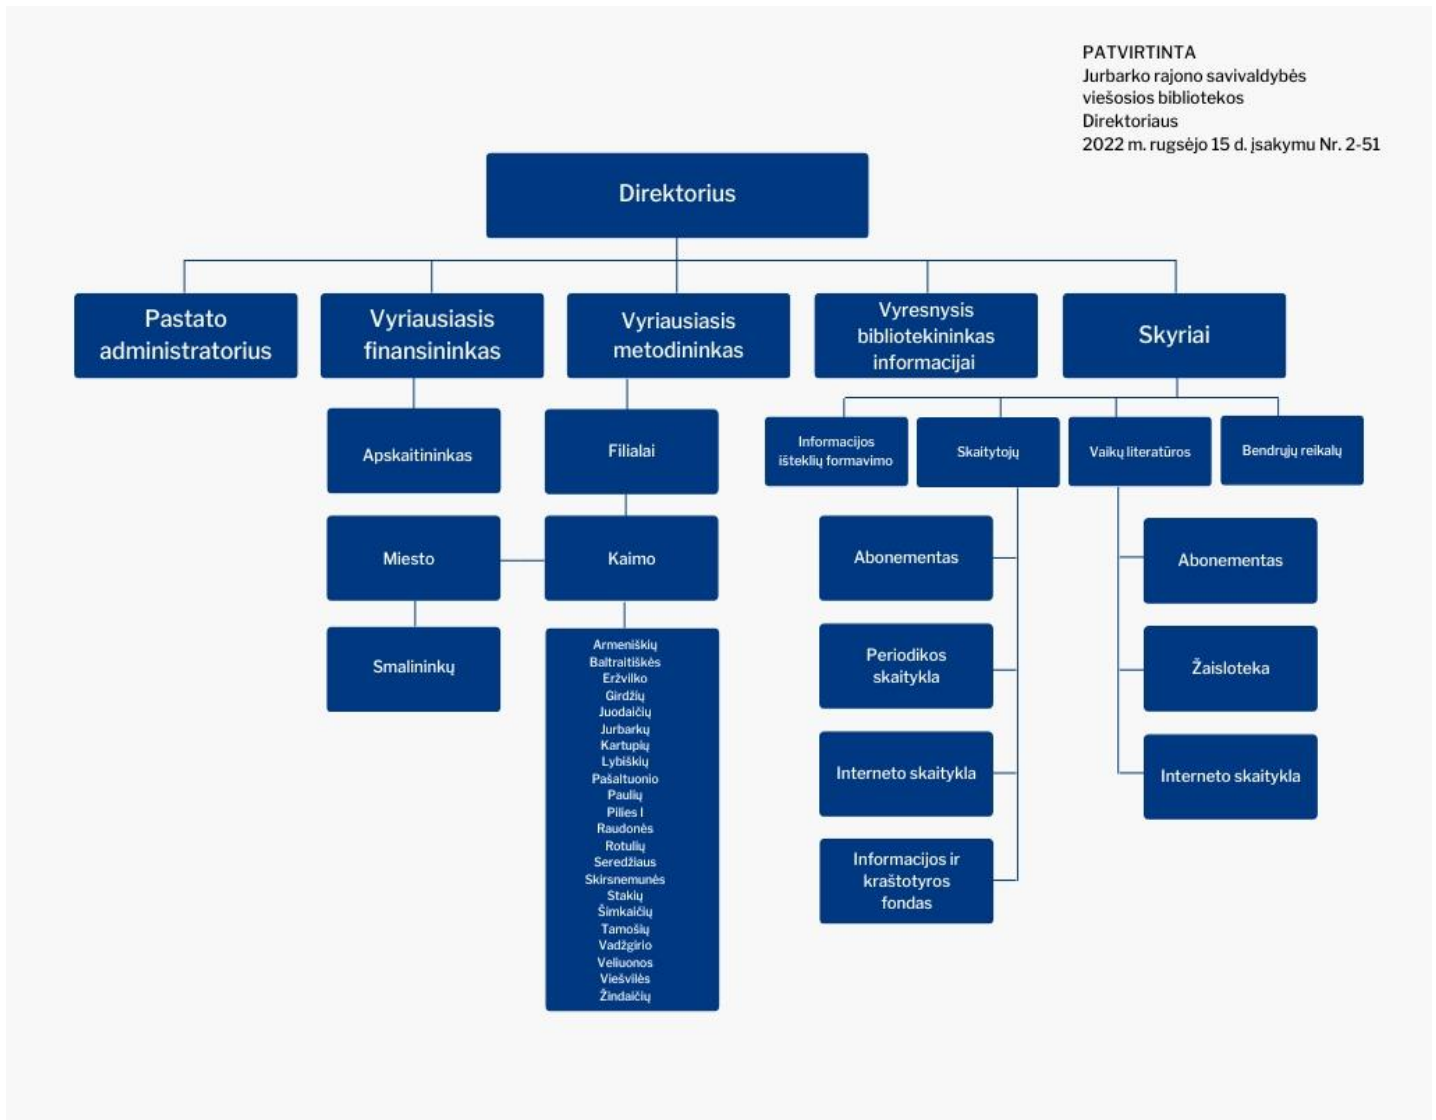 PATVIRTINTA
Jurbarko rajono savivaldybės
viešosios bibliotekos
Direktoriaus
2022 m. rugsėjo 15 d. įsakymu Nr. 2-51
Direktorius
Pastato
administratorius
Vyriausiasis
finansininkas
Vyriausiasis
metodininkas
Vyresnysis
bibliotekininkas
informacijai
Skyriai
Apskaitininkas
Filialai
Informacijos
išteklių formavimo
Skaitytojų
Vaikų literatūros
Bendrųjų reikalų
Miesto
Kaimo
Abonementas
Abonementas
Smalininkų
Armeniškių
Baltraitiškės
Eržvilko
Girdžių
Juodaičių
Jurbarkų
Kartupių
Lybiškių
Pašaltuonio
Paulių
Pilies I
Raudonės
Rotulių
Seredžiaus
Skirsnemunės
Stakių
Šimkaičių
Tamošių
Vadžgirio
Veliuonos
Viešvilės
Žindaičių
Periodikos
skaitykla
Žaisloteka
Interneto skaitykla
Interneto skaitykla
Informacijos ir
kraštotyros
fondas